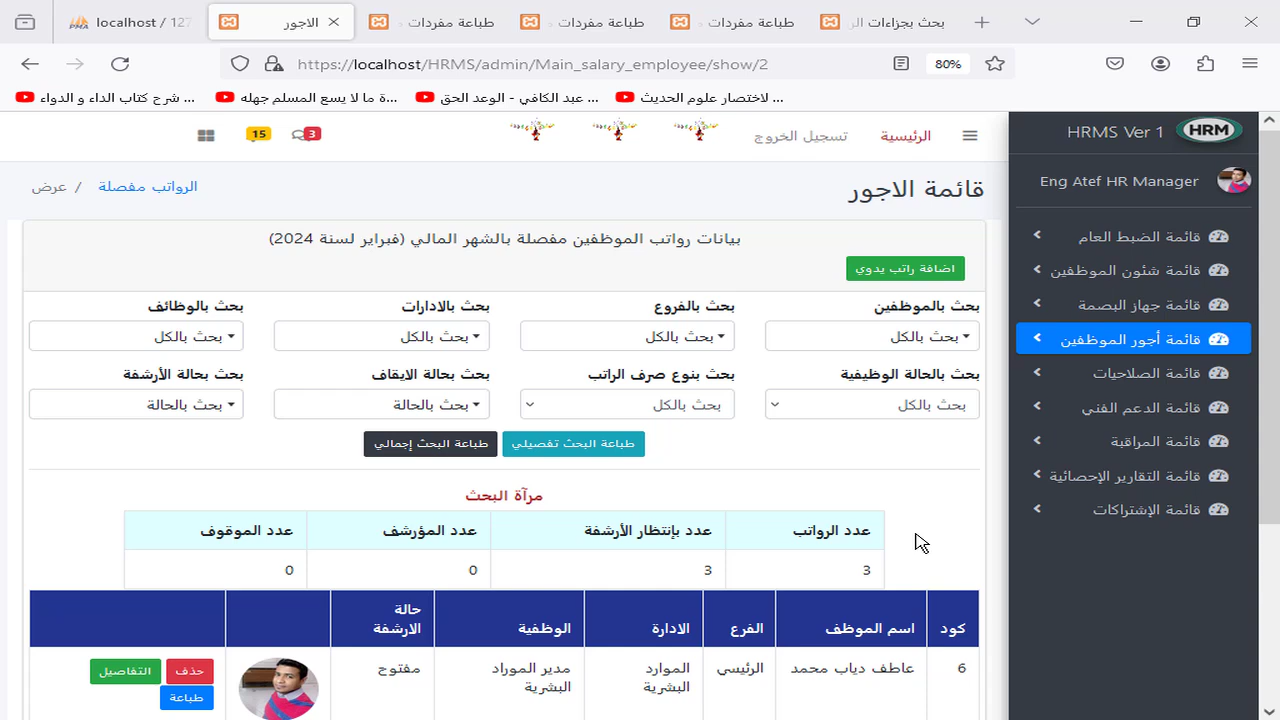 localhost / 127
الاجور
طباعة مفردات
طباعة مفردات
طباعة مفردات
بحث بجزاءات الر
https://localhost/HRMS/admin/Main_salary_employee/show/2
80%
شرح كتاب الداء و الدواء ...
ة ما لا يسع المسلم جهله...
عبد الكافي - الوعد الحق ...
لاختصار علوم الحديث ...
HRMS Ver 1
HRM
Eng Atef HR Manager
قائمة الضبط العام
قائمة شئون الموظفين
قائمة جهاز البصمة
قائمة أجور الموظفين
قائمة الصلاحيات
قائمة الدعم الفني
قائمة المراقبة
قائمة التقارير الإحصائية
قائمة الإشتراكات
الرئيسية
تسجيل الخروج
3
15
قائمة الاجور
الرواتب مفصلة / عرض
بيانات رواتب الموظفين مفصلة بالشهر المالي (فبراير لسنة 2024)
اضافة راتب يدوي
بحث بالموظفين بحث بالفروع بحث بالادارات بحث بالوظائف
بحث بالكل بحث بالكل بحث بالكل بحث بالكل
بحث بالحالة الوظيفية بحث بنوع صرف الراتب بحث بحالة الايقاف بحث بحالة الأرشفة
بحث بالكل بحث بالكل بحث بالحالة بحث بالحالة
طباعة البحث تفصيلي طباعة البحث إجمالي
مرآة البحث
عدد الرواتب عدد بإنتظار الأرشفة عدد المؤرشف عدد الموقوف
3 3 0 0
كود اسم الموظف الفرع الادارة الوظفية حالة الارشفة
6 عاطف دياب محمد الرئيسي الموارد البشرية مدير الموراد البشرية مفتوح
حذف التفاصيل
طباعة